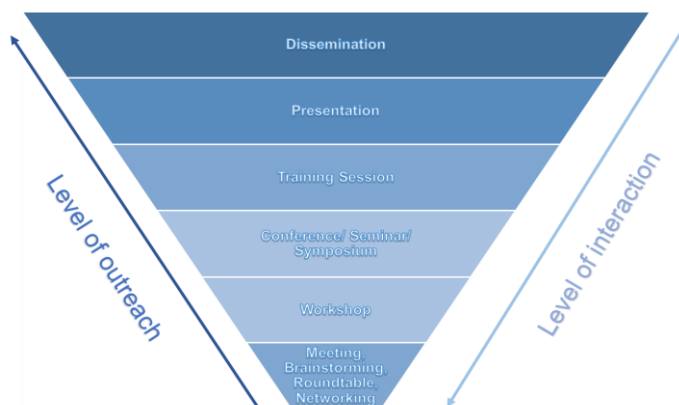 Dissemination
Presentation
Training Session
Conference/ Seminar/
Symposium
Workshop
Meeting,
Brainstorming,
Roundtable,
Networking
Level of outreach
Level of interaction